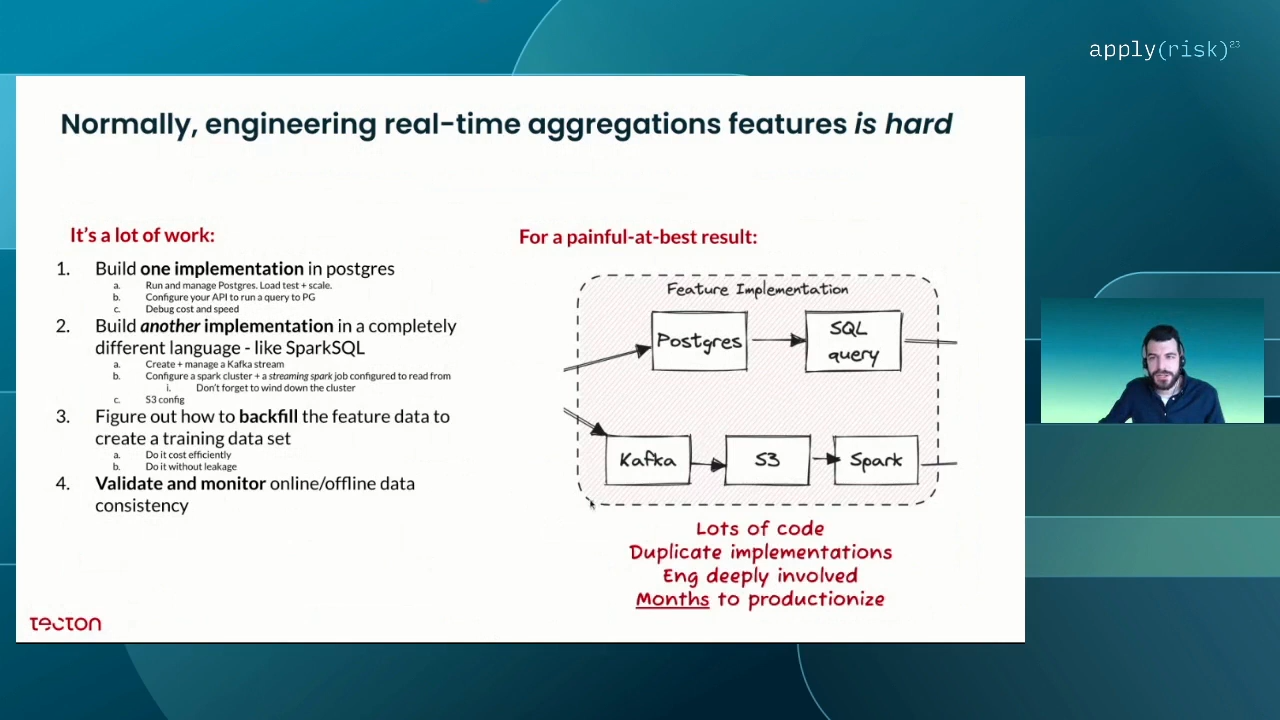 apply(risk)²³
Normally, engineering real-time aggregations features is hard
It's a lot of work:
1. Build one implementation in postgres
a. Run and manage Postgres. Load test + scale.
b. Configure your API to run a query to PG
c. Debug cost and speed
2. Build another implementation in a completely
different language - like SparkSQL
a. Create + manage a Kafka stream
b. Configure a spark cluster + a streaming spark job configured to read from
i. Don't forget to wind down the cluster
c. S3 config
3. Figure out how to backfill the feature data to
create a training data set
a. Do it cost efficiently
b. Do it without leakage
4. Validate and monitor online/offline data
consistency
For a painful-at-best result:
Feature Implementation
Postgres
SQL
query
Kafka
S3
Spark
Lots of code
Duplicate implementations
Eng deeply involved
Months to productionize
tecton